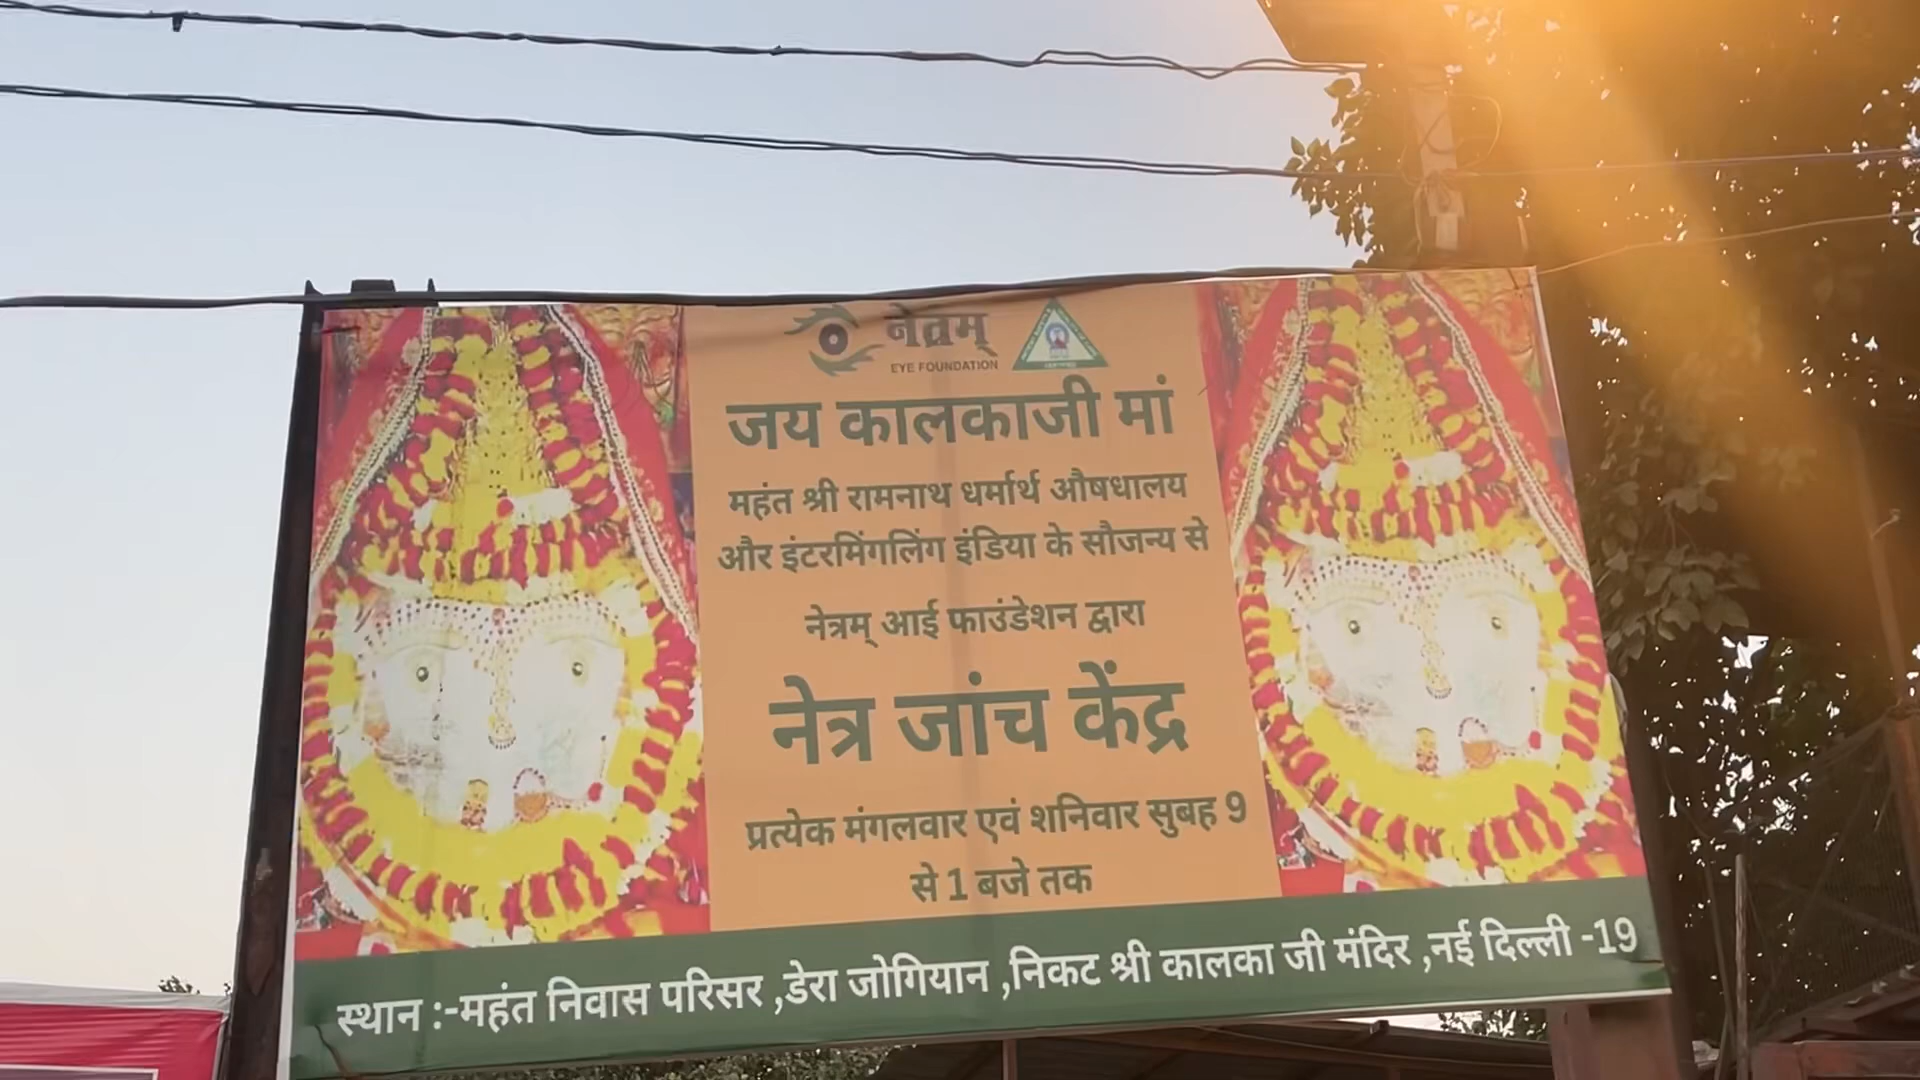 नेत्रम्
EYE FOUNDATION
जय कालकाजी मां
महंत श्री रामनाथ धर्मार्थ औषधालय
और इंटरमिंगलिंग इंडिया के सौजन्य से
नेत्रम् आई फाउंडेशन द्वारा
नेत्र जांच केंद्र
प्रत्येक मंगलवार एवं शनिवार सुबह 9
से 1 बजे तक
स्थान :-महंत निवास परिसर ,डेरा जोगियान ,निकट श्री कालका जी मंदिर ,नई दिल्ली -19